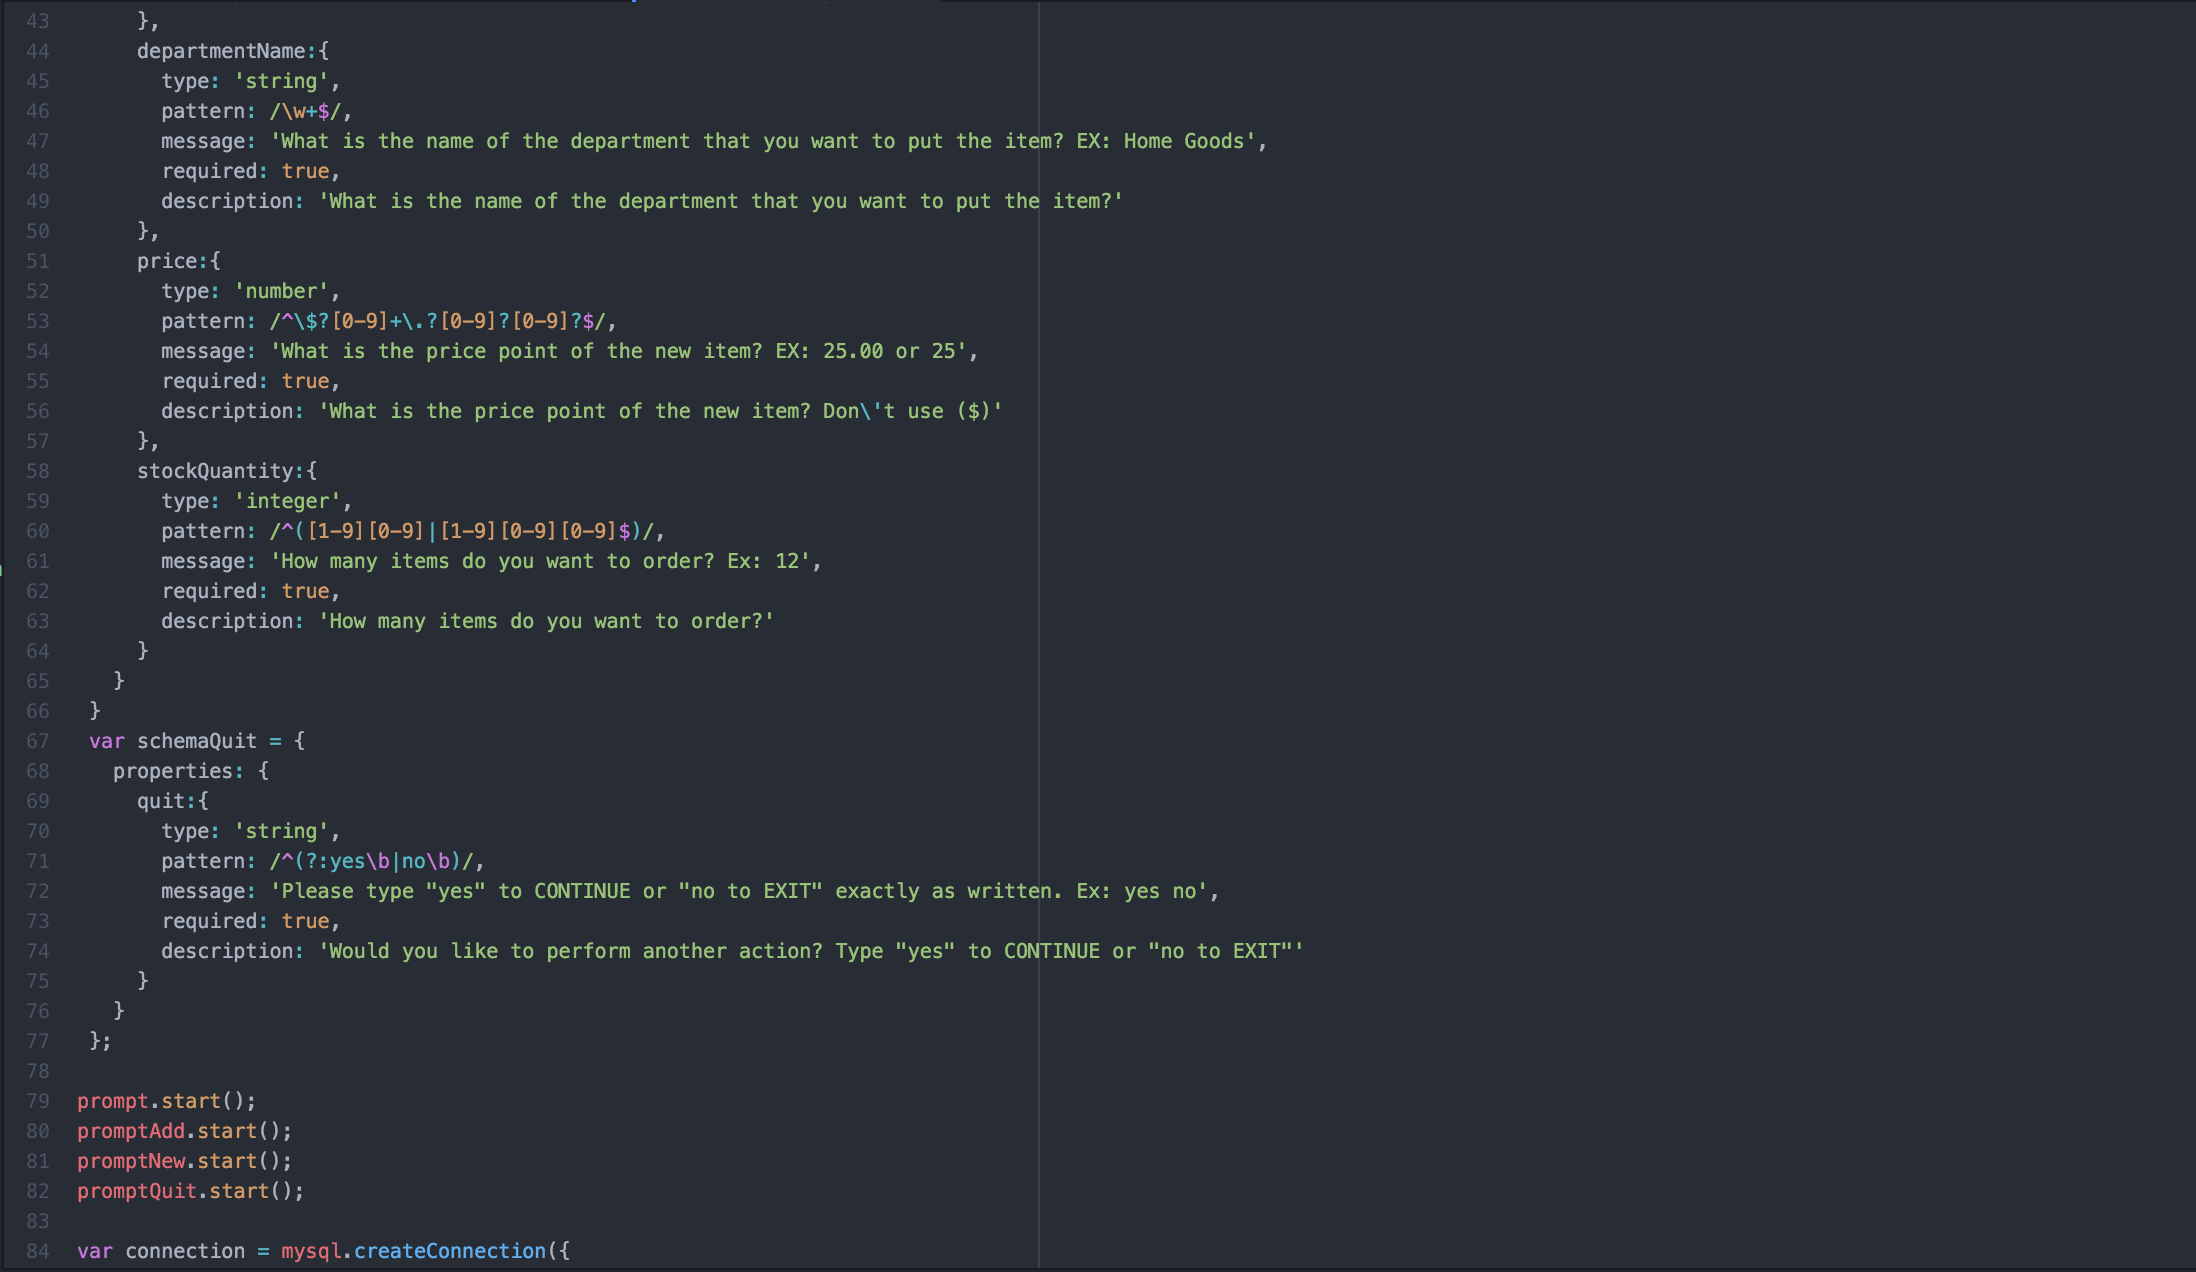 43 },
44 departmentName:{
45 type: 'string',
46 pattern: /\w+$/,
47 message: 'What is the name of the department that you want to put the item? EX: Home Goods',
48 required: true,
49 description: 'What is the name of the department that you want to put the item?'
50 },
51 price:{
52 type: 'number',
53 pattern: /^\$?[0-9]+\.?[0-9]?[0-9]?$/,
54 message: 'What is the price point of the new item? EX: 25.00 or 25',
55 required: true,
56 description: 'What is the price point of the new item? Don\'t use ($)'
57 },
58 stockQuantity:{
59 type: 'integer',
60 pattern: /^([1-9][0-9]|[1-9][0-9][0-9]$)/,
61 message: 'How many items do you want to order? Ex: 12',
62 required: true,
63 description: 'How many items do you want to order?'
64 }
65 }
66 }
67 var schemaQuit = {
68 properties: {
69 quit:{
70 type: 'string',
71 pattern: /^(?:yes\b|no\b)/,
72 message: 'Please type "yes" to CONTINUE or "no to EXIT" exactly as written. Ex: yes no',
73 required: true,
74 description: 'Would you like to perform another action? Type "yes" to CONTINUE or "no to EXIT"'
75 }
76 }
77 };
78
79 prompt.start();
80 promptAdd.start();
81 promptNew.start();
82 promptQuit.start();
83
84 var connection = mysql.createConnection({